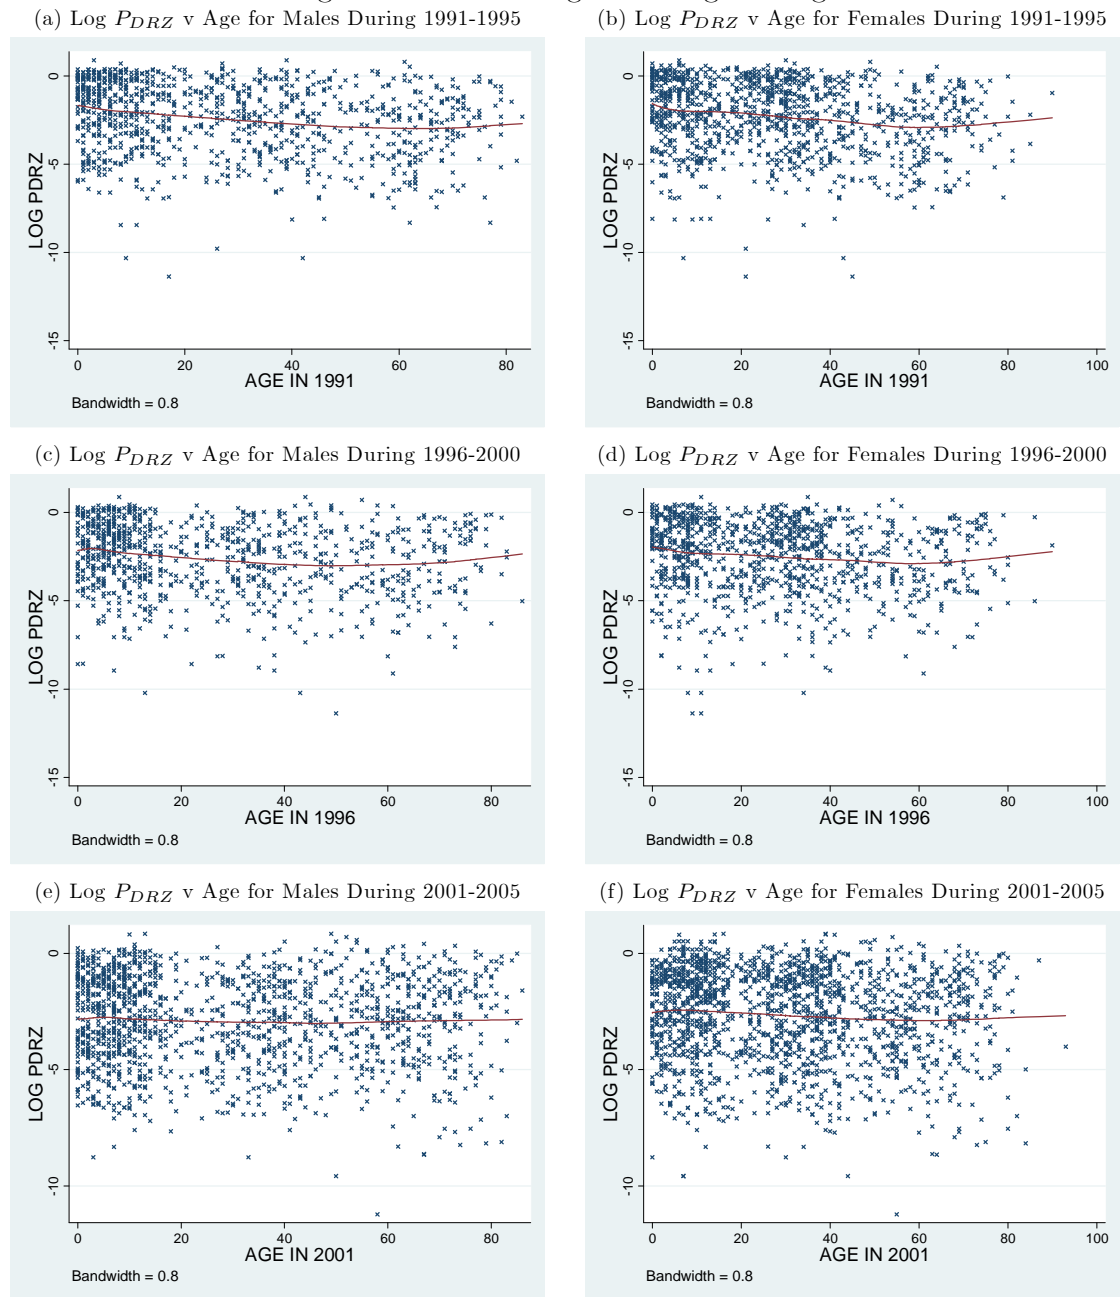 (a) Log P_DRZ v Age for Males During 1991-1995
(b) Log P_DRZ v Age for Females During 1991-1995
LOG PDRZ
0
-5
-10
-15
0 20 40 60 80
AGE IN 1991
Bandwidth = 0.8
LOG PDRZ
0
-5
-10
-15
0 20 40 60 80 100
AGE IN 1991
Bandwidth = 0.8
(c) Log P_DRZ v Age for Males During 1996-2000
(d) Log P_DRZ v Age for Females During 1996-2000
LOG PDRZ
0
-5
-10
-15
0 20 40 60 80
AGE IN 1996
Bandwidth = 0.8
LOG PDRZ
0
-5
-10
-15
0 20 40 60 80 100
AGE IN 1996
Bandwidth = 0.8
(e) Log P_DRZ v Age for Males During 2001-2005
(f) Log P_DRZ v Age for Females During 2001-2005
LOG PDRZ
0
-5
-10
0 20 40 60 80
AGE IN 2001
Bandwidth = 0.8
LOG PDRZ
0
-5
-10
0 20 40 60 80 100
AGE IN 2001
Bandwidth = 0.8